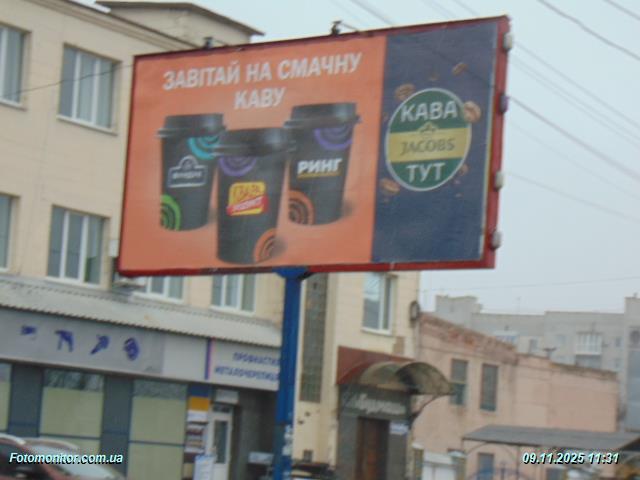 ЗАВІТАЙ НА СМАЧНУ
КАВУ
РИНГ
КАВА
JACOBS
ТУТ
ПРОФНАСТИЛ
МЕТАЛОЧЕРЕПИЦЯ
Fotomonitor.com.ua
09.11.2025 11:31